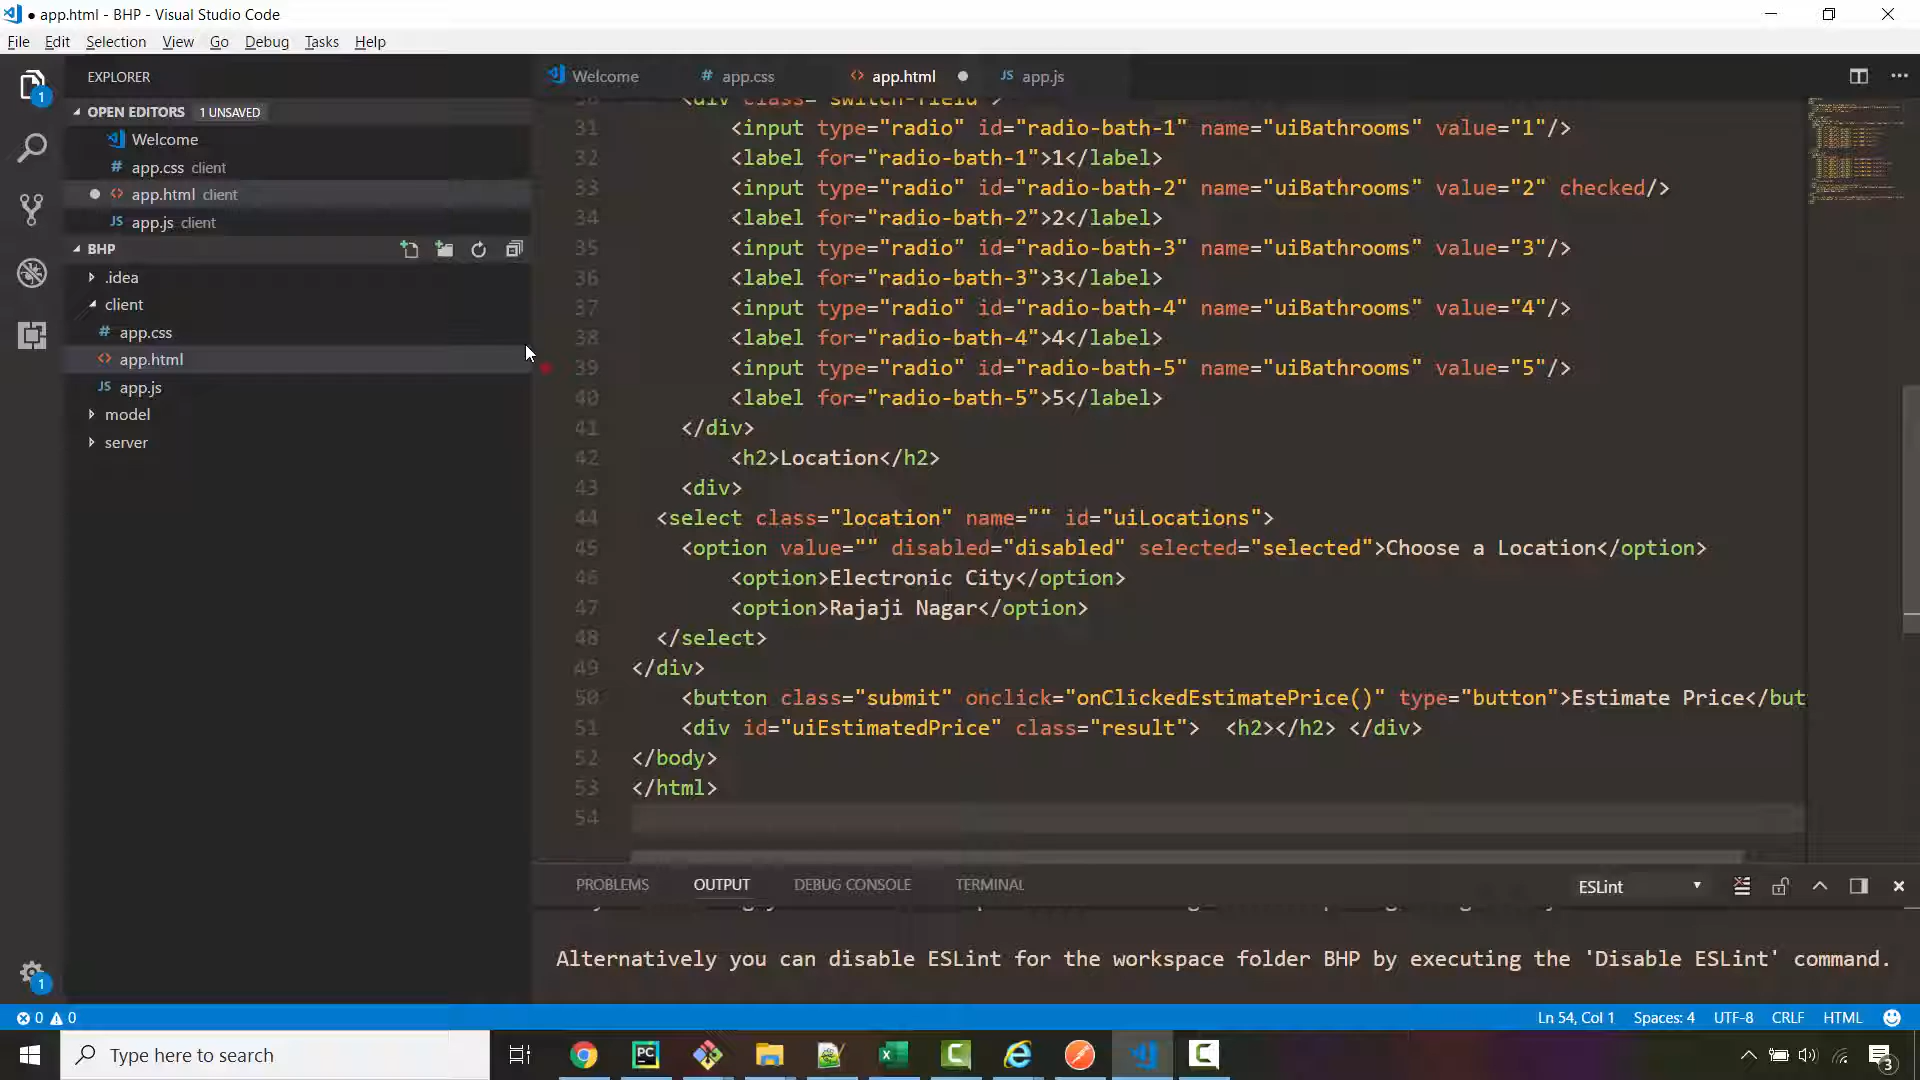 ● app.html - BHP - Visual Studio Code
File Edit Selection View Go Debug Tasks Help
EXPLORER
1
OPEN EDITORS 1 UNSAVED
Welcome
# app.css client
● <> app.html client
JS app.js client
BHP
.idea
client
# app.css
<> app.html
JS app.js
model
server
1
Welcome # app.css <> app.html ● JS app.js
<div class="switch-field">
31 <input type="radio" id="radio-bath-1" name="uiBathrooms" value="1"/>
32 <label for="radio-bath-1">1</label>
33 <input type="radio" id="radio-bath-2" name="uiBathrooms" value="2" checked/>
34 <label for="radio-bath-2">2</label>
35 <input type="radio" id="radio-bath-3" name="uiBathrooms" value="3"/>
36 <label for="radio-bath-3">3</label>
37 <input type="radio" id="radio-bath-4" name="uiBathrooms" value="4"/>
38 <label for="radio-bath-4">4</label>
39 <input type="radio" id="radio-bath-5" name="uiBathrooms" value="5"/>
40 <label for="radio-bath-5">5</label>
41 </div>
42 <h2>Location</h2>
43 <div>
44 <select class="location" name="" id="uiLocations">
45 <option value="" disabled="disabled" selected="selected">Choose a Location</option>
46 <option>Electronic City</option>
47 <option>Rajaji Nagar</option>
48 </select>
49 </div>
50 <button class="submit" onclick="onClickedEstimatePrice()" type="button">Estimate Price</but
51 <div id="uiEstimatedPrice" class="result"> <h2></h2> </div>
52 </body>
53 </html>
54
PROBLEMS OUTPUT DEBUG CONSOLE TERMINAL ESLint
Alternatively you can disable ESLint for the workspace folder BHP by executing the 'Disable ESLint' command.
0 0 Ln 54, Col 1 Spaces: 4 UTF-8 CRLF HTML
Type here to search
PC
3